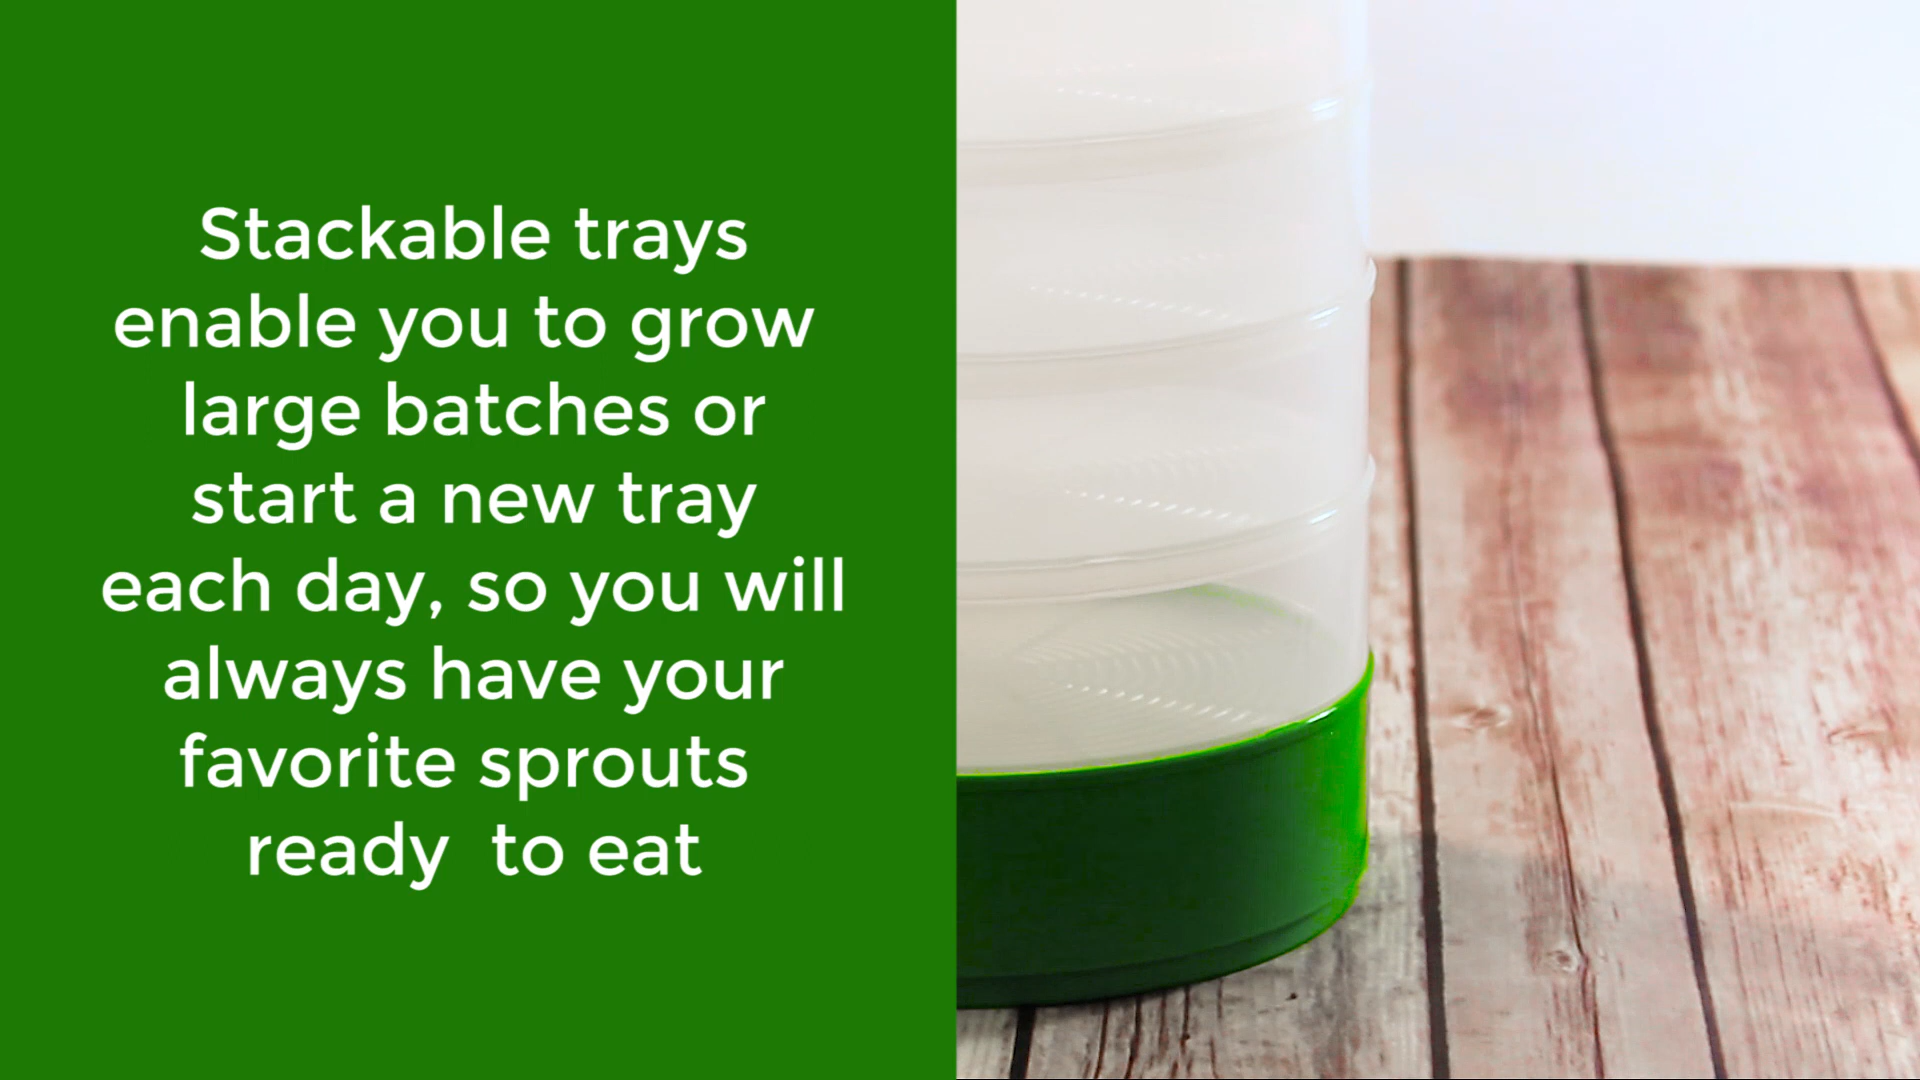 Stackable trays
enable you to grow
large batches or
start a new tray
each day, so you will
always have your
favorite sprouts
ready  to eat